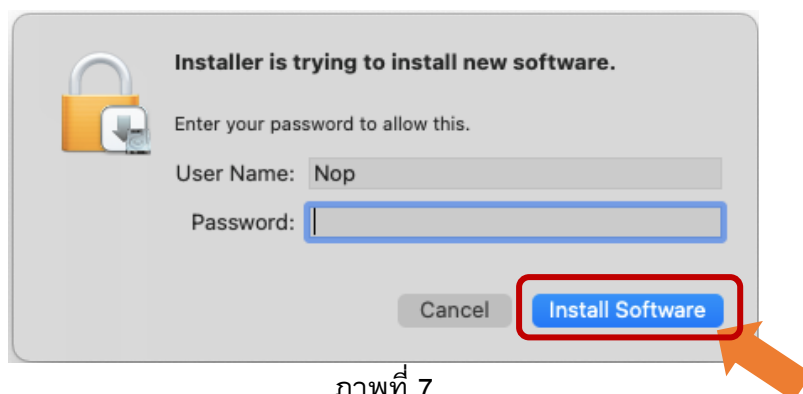 Installer is trying to install new software.
Enter your password to allow this.
User Name: Nop
Password:
Cancel Install Software
ภาพที่ 7